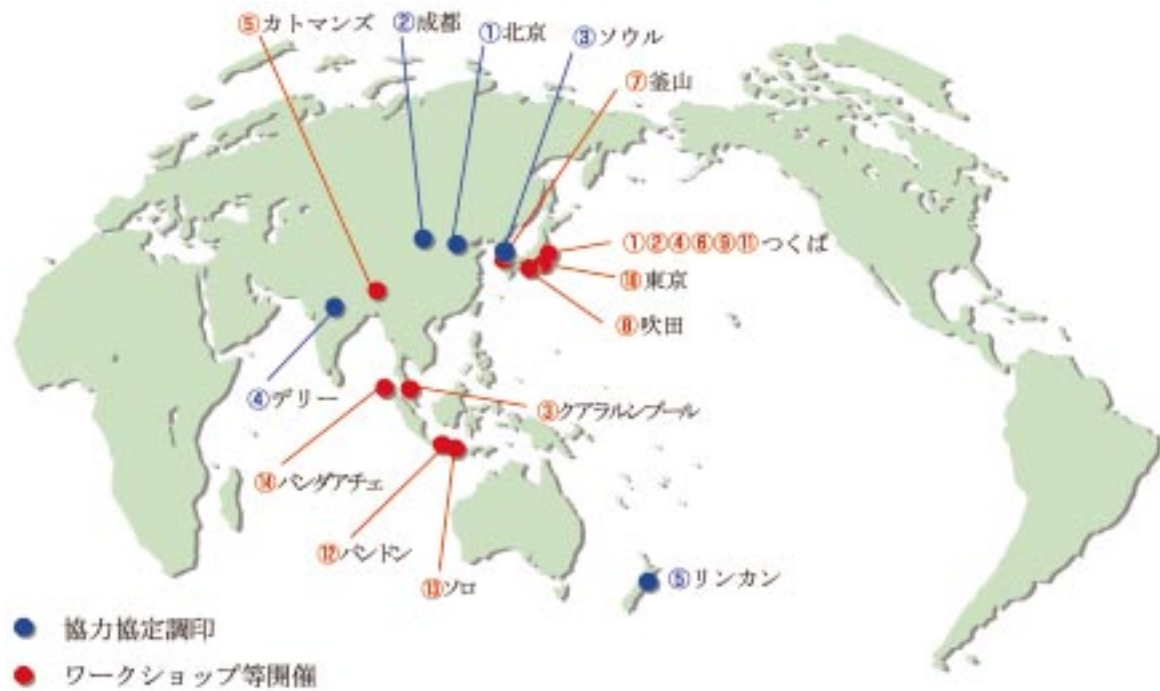 ⑤カトマンズ
②成都
①北京
③ソウル
⑦釜山
①②④⑥⑨⑪つくば
⑩東京
⑧吹田
④デリー
③クアラルンプール
⑭バンダアチェ
⑫バンドン
⑬ソロ
⑤リンカン
協力協定調印
ワークショップ等開催